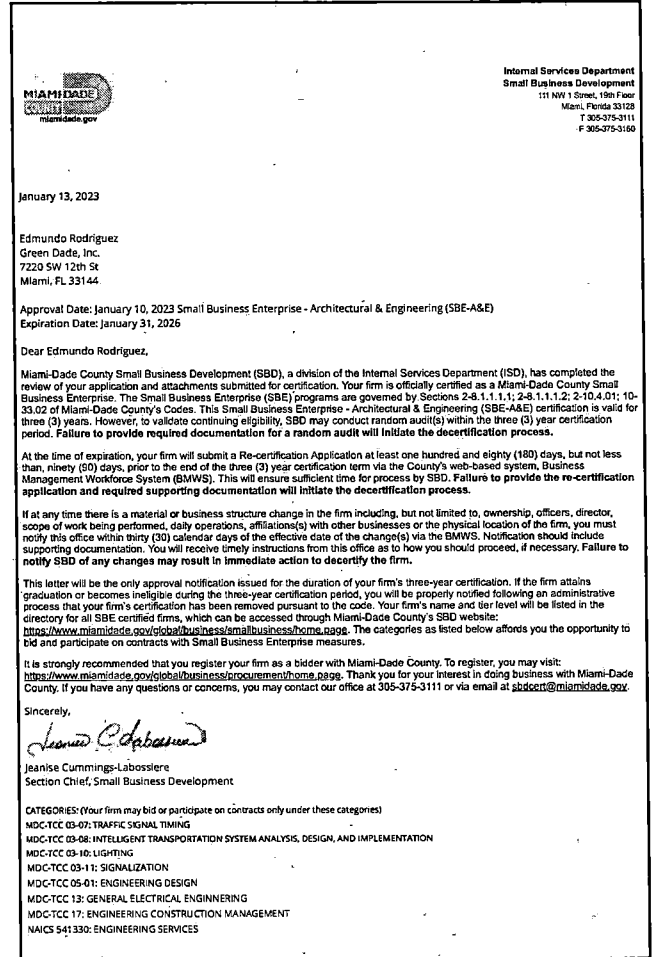 MIAMI-DADE
COUNTY
miamidade.gov
Internal Services Department
Small Business Development
111 NW 1 Street, 19th Floor
Miami, Florida 33128
T 305-375-3111
F 305-375-3160
January 13, 2023
Edmundo Rodriguez
Green Dade, Inc.
7220 SW 12th St
Miami, FL 33144
Approval Date: January 10, 2023 Small Business Enterprise - Architectural & Engineering (SBE-A&E)
Expiration Date: January 31, 2026
Dear Edmundo Rodriguez,
Miami-Dade County Small Business Development (SBD), a division of the Internal Services Department (ISD), has completed the
review of your application and attachments submitted for certification. Your firm is officially certified as a Miami-Dade County Small
Business Enterprise. The Small Business Enterprise (SBE) programs are governed by Sections 2-8.1.1.1.1; 2-8.1.1.1.2; 2-10.4.01; 10-
33.02 of Miami-Dade County's Codes. This Small Business Enterprise - Architectural & Engineering (SBE-A&E) certification is valid for
three (3) years. However, to validate continuing eligibility, SBD may conduct random audit(s) within the three (3) year certification
period. Failure to provide required documentation for a random audit will initiate the decertification process.
At the time of expiration, your firm will submit a Re-certification Application at least one hundred and eighty (180) days, but not less
than, ninety (90) days, prior to the end of the three (3) year certification term via the County's web-based system, Business
Management Workforce System (BMWS). This will ensure sufficient time for process by SBD. Failure to provide the re-certification
application and required supporting documentation will initiate the decertification process.
If at any time there is a material or business structure change in the firm including, but not limited to, ownership, officers, director,
scope of work being performed, daily operations, affiliations(s) with other businesses or the physical location of the firm, you must
notify this office within thirty (30) calendar days of the effective date of the change(s) via the BMWS. Notification should include
supporting documentation. You will receive timely instructions from this office as to how you should proceed, if necessary. Failure to
notify SBD of any changes may result in immediate action to decertify the firm.
This letter will be the only approval notification issued for the duration of your firm's three-year certification. If the firm attains
graduation or becomes ineligible during the three-year certification period, you will be properly notified following an administrative
process that your firm's certification has been removed pursuant to the code. Your firm's name and tier level will be listed in the
directory for all SBE certified firms, which can be accessed through Miami-Dade County's SBD website:
https://www.miamidade.gov/global/business/smallbusiness/home.page. The categories as listed below affords you the opportunity to
bid and participate on contracts with Small Business Enterprise measures.
It is strongly recommended that you register your firm as a bidder with Miami-Dade County. To register, you may visit:
https://www.miamidade.gov/global/business/procurement/home.page. Thank you for your interest in doing business with Miami-Dade
County. If you have any questions or concerns, you may contact our office at 305-375-3111 or via email at sbdcert@miamidade.gov.
Sincerely,
Jeanise Cummings-Labossiere
Section Chief, Small Business Development
CATEGORIES: (Your firm may bid or participate on contracts only under these categories)
MDC-TCC 03-07: TRAFFIC SIGNAL TIMING
MDC-TCC 03-08: INTELLIGENT TRANSPORTATION SYSTEM ANALYSIS, DESIGN, AND IMPLEMENTATION
MDC-TCC 03-10: LIGHTING
MDC-TCC 03-11: SIGNALIZATION
MDC-TCC 05-01: ENGINEERING DESIGN
MDC-TCC 13: GENERAL ELECTRICAL ENGINNERING
MDC-TCC 17: ENGINEERING CONSTRUCTION MANAGEMENT
NAICS 541330: ENGINEERING SERVICES